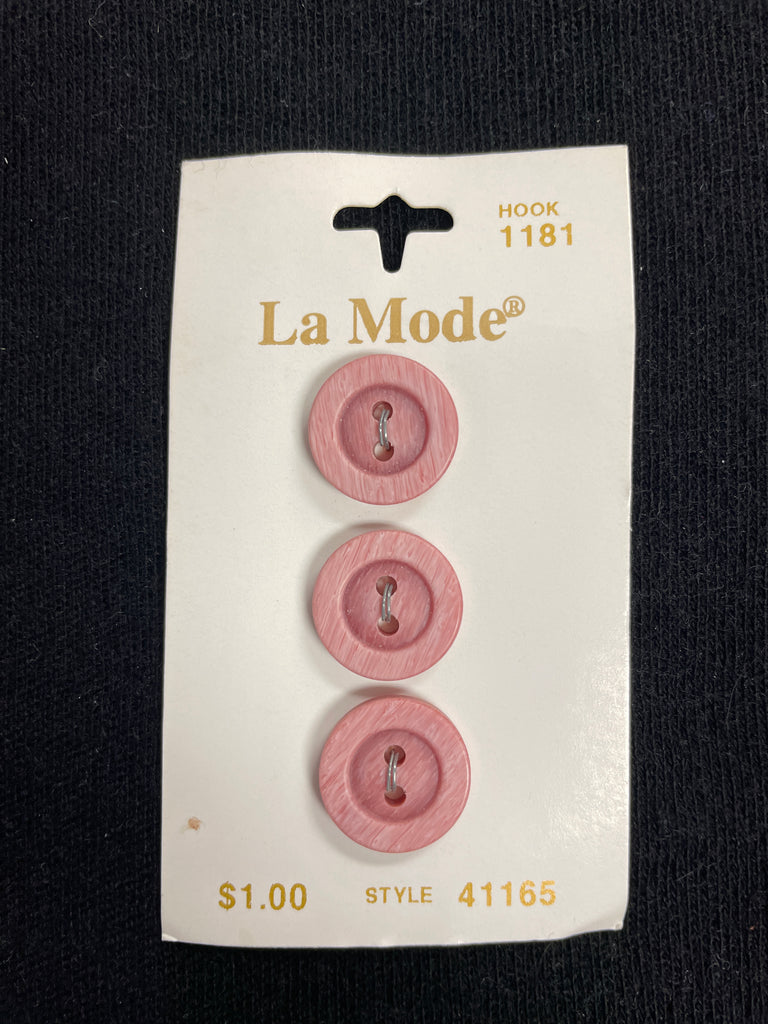 HOOK
1181
La Mode®
$1.00 STYLE 41165